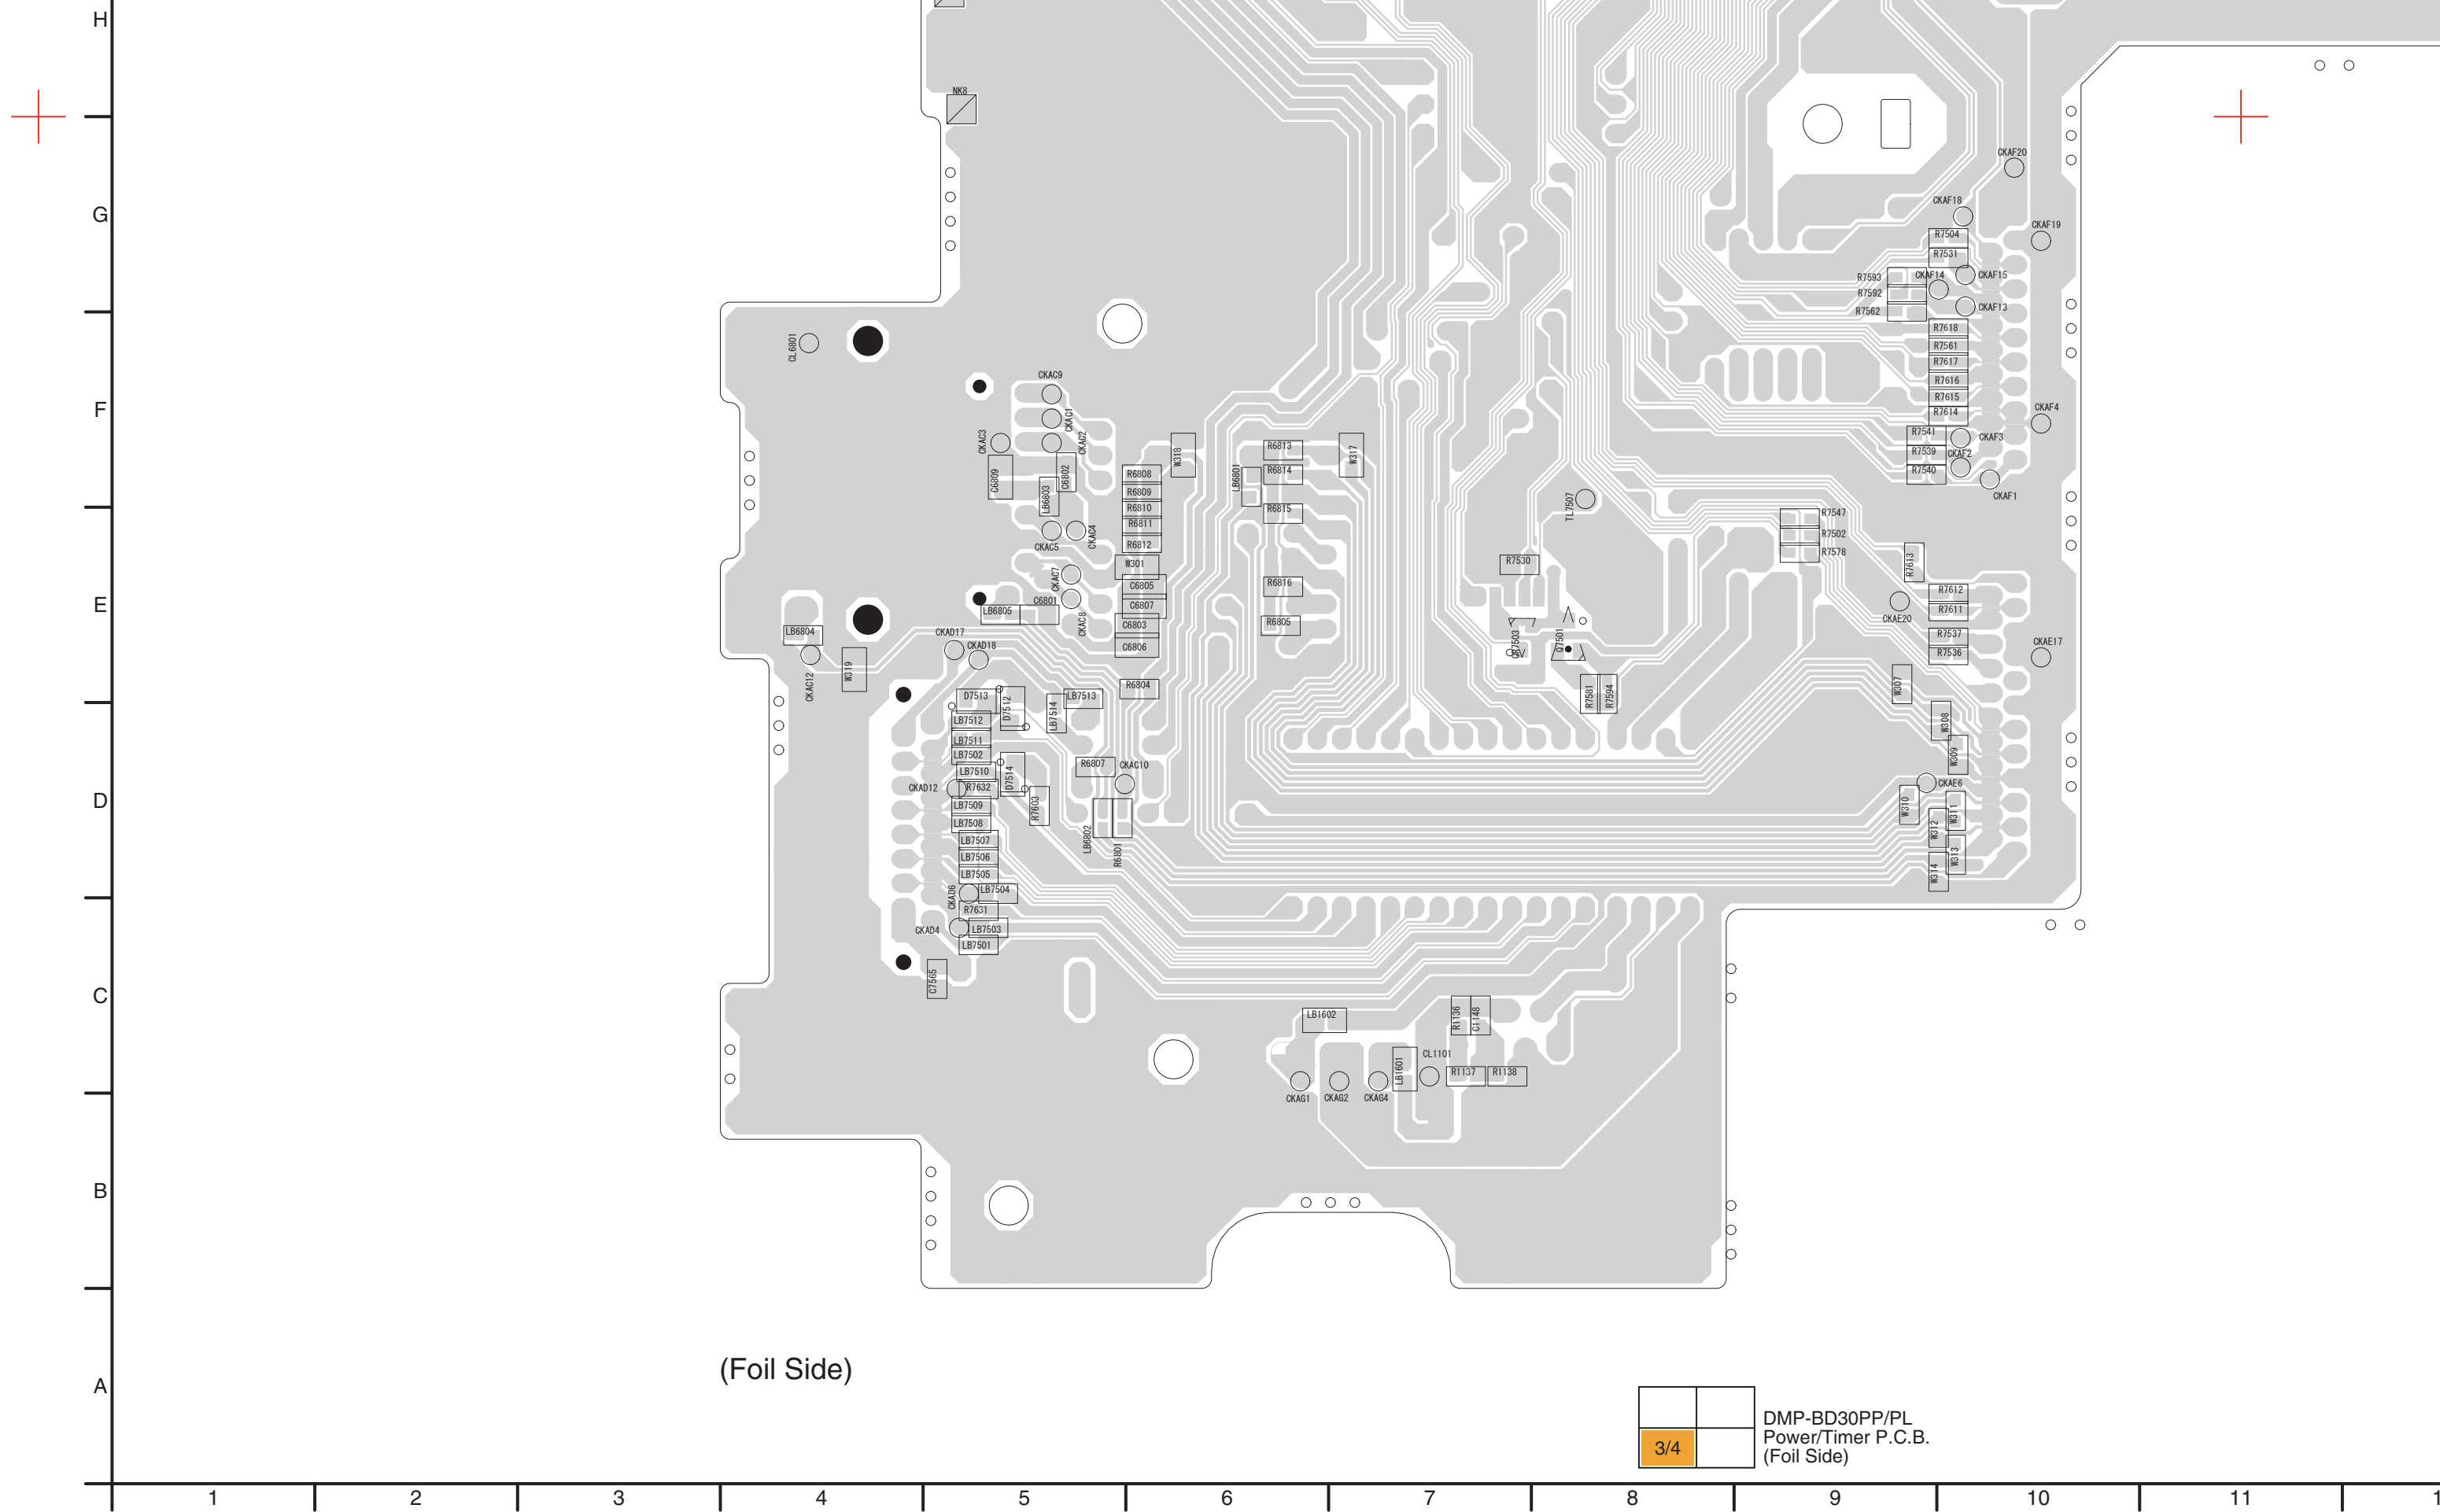 H
NK8
CKAF20
G
CKAF18
CKAF19
R7504
R7531
R7593
CKAF14
CKAF15
R7592
R7562
CKAF13
CL6801
R7618
R7561
R7617
R7616
R7615
R7614
CKAC9
F
CKAC1
CKAF4
CKAC3
CKAC2
R7541
CKAF3
R7539
CKAF2
R7540
CKAF1
W318
R6813
W317
C6809
C6802
R6808
LB6801
R6814
LB6803
R6809
R6810
R6815
TL7507
R6811
R7547
CKAC4
R7502
CKAC5
R6812
R7578
W301
R7530
R7613
CKAC7
C6805
R6816
R7612
E
C6801
C6807
R7611
LB6805
CKAE20
CKAC8
C6803
R6805
LB6804
CKAD17
R7537
CKAD18
C6806
Q7501
CKAE17
R7536
W319
CKAC12
R6804
W307
D7513
D7512
LB7513
R7581
R7594
LB7514
LB7512
W308
LB7511
LB7502
W309
LB7510
D7514
R6807
CKAC10
CKAD12
R7632
CKAE6
D
LB7509
R7603
W310
W311
LB7508
W312
LB7507
LB6802
R6801
LB7506
W313
LB7505
W314
CKAD6
LB7504
R7631
CKAD4
LB7503
LB7501
C7565
C
LB1602
R1136
C1148
CL1101
LB1601
R1137
R1138
CKAG1
CKAG2
CKAG4
B
(Foil Side)
A
DMP-BD30PP/PL
Power/Timer P.C.B.
3/4
(Foil Side)
1 2 3 4 5 6 7 8 9 10 11